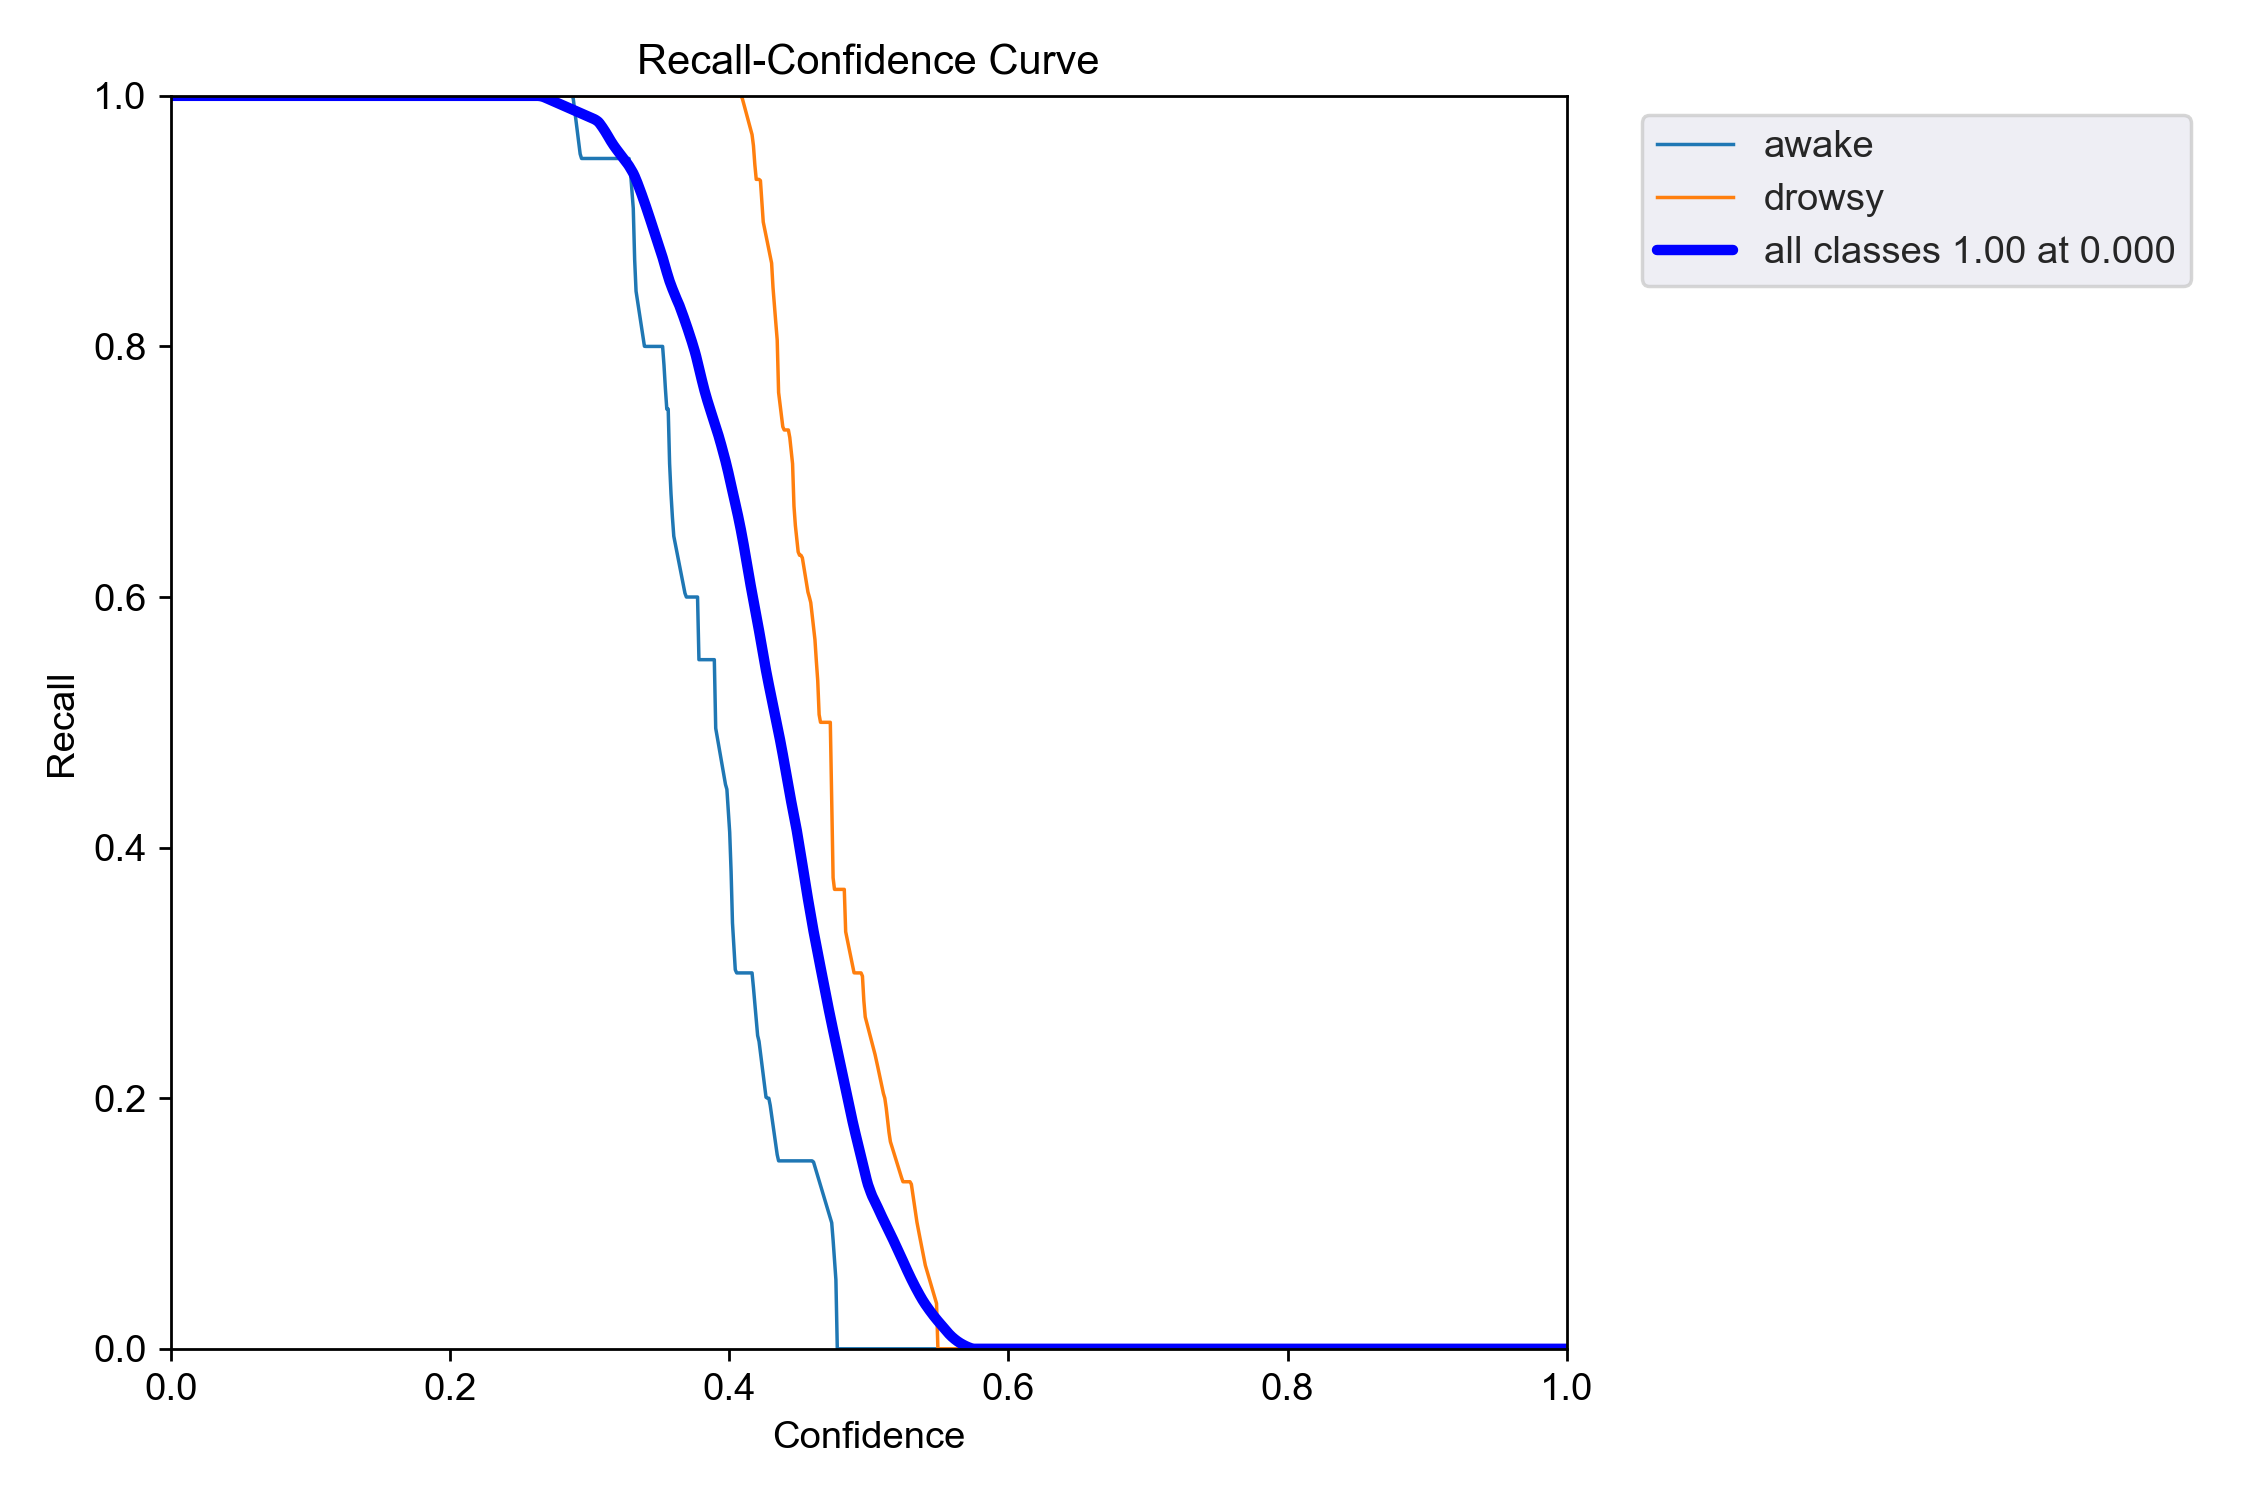 Recall-Confidence Curve
1.0
0.8
0.6
0.4
0.2
0.0
Recall
0.0 0.2 0.4 0.6 0.8 1.0
Confidence
awake
drowsy
all classes 1.00 at 0.000